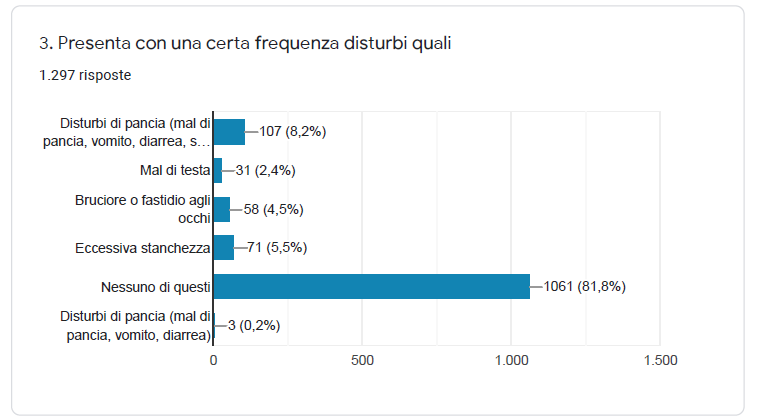 3. Presenta con una certa frequenza disturbi quali
1.297 risposte
Disturbi di pancia (mal di
pancia, vomito, diarrea, s…
107 (8,2%)
Mal di testa
31 (2,4%)
Bruciore o fastidio agli
occhi
58 (4,5%)
Eccessiva stanchezza
71 (5,5%)
Nessuno di questi
1061 (81,8%)
Disturbi di pancia (mal di
pancia, vomito, diarrea)
3 (0,2%)
0
500
1.000
1.500